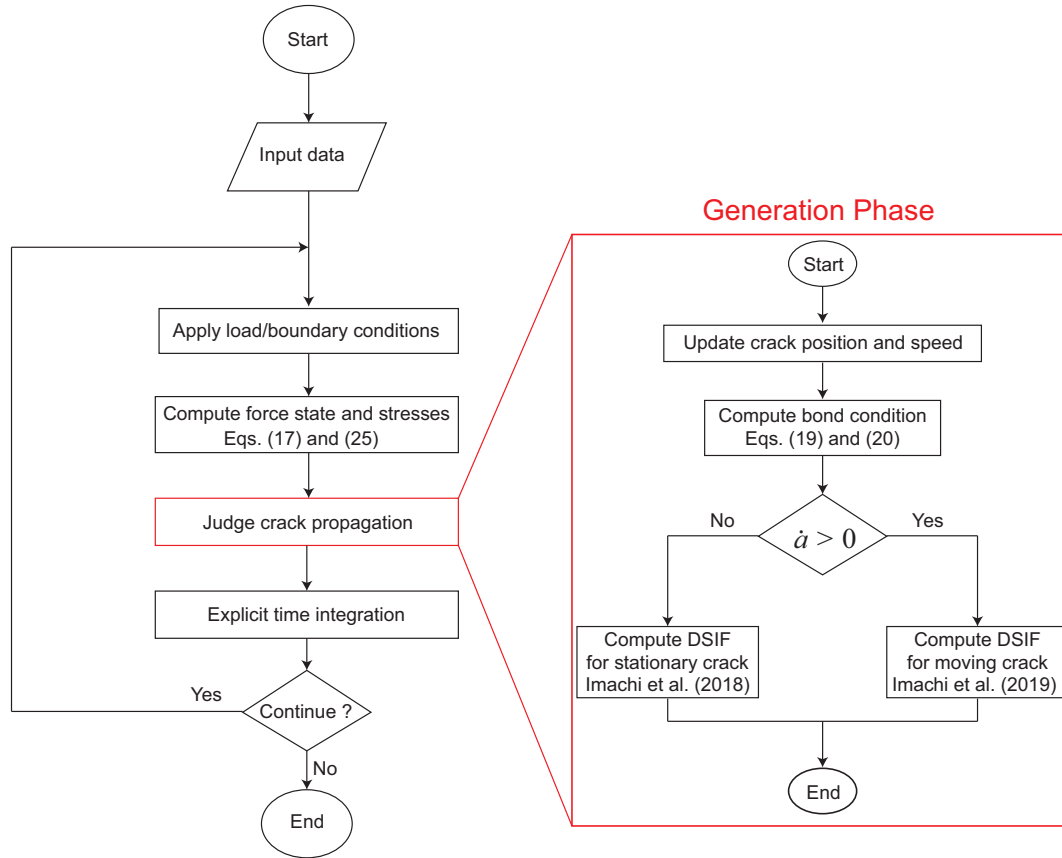 Start
Input data
Apply load/boundary conditions
Compute force state and stresses
Eqs. (17) and (25)
Judge crack propagation
Explicit time integration
Continue ?
Yes
No
End
Generation Phase
Start
Update crack position and speed
Compute bond condition
Eqs. (19) and (20)
ȧ > 0
No
Yes
Compute DSIF
for stationary crack
Imachi et al. (2018)
Compute DSIF
for moving crack
Imachi et al. (2019)
End